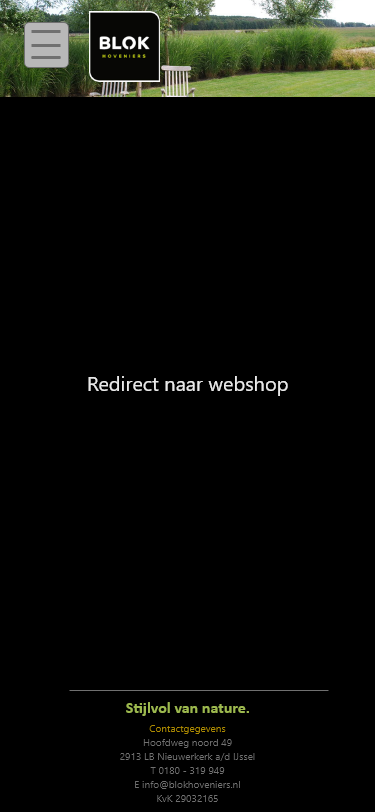 BLOK
HOVENIERS
Redirect naar webshop
Stijlvol van nature.
Contactgegevens
Hoofdweg noord 49
2913 LB Nieuwerkerk a/d IJssel
T 0180 - 319 949
E info@blokhoveniers.nl
KvK 29032165